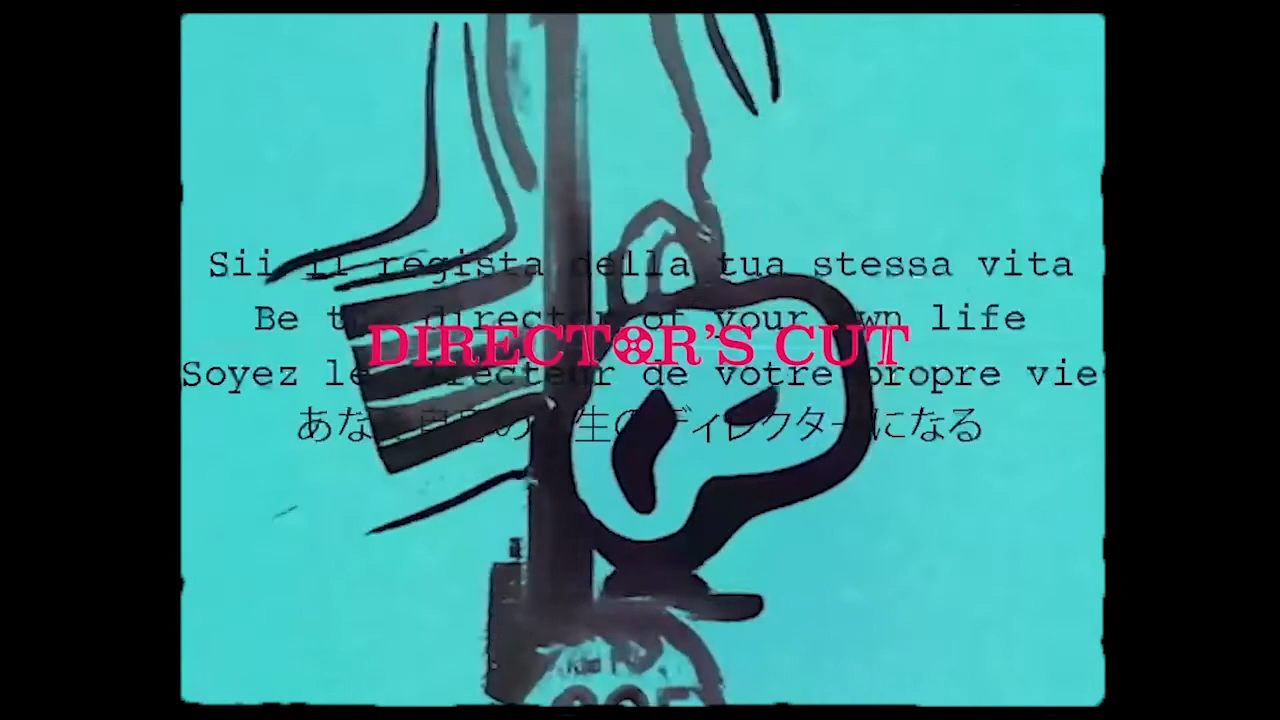 Sii il regista della tua stessa vita
Be the director of your own life
DIRECTOR'S CUT
Soyez le directeur de votre propre vie
あなた自身の人生のディレクターになる